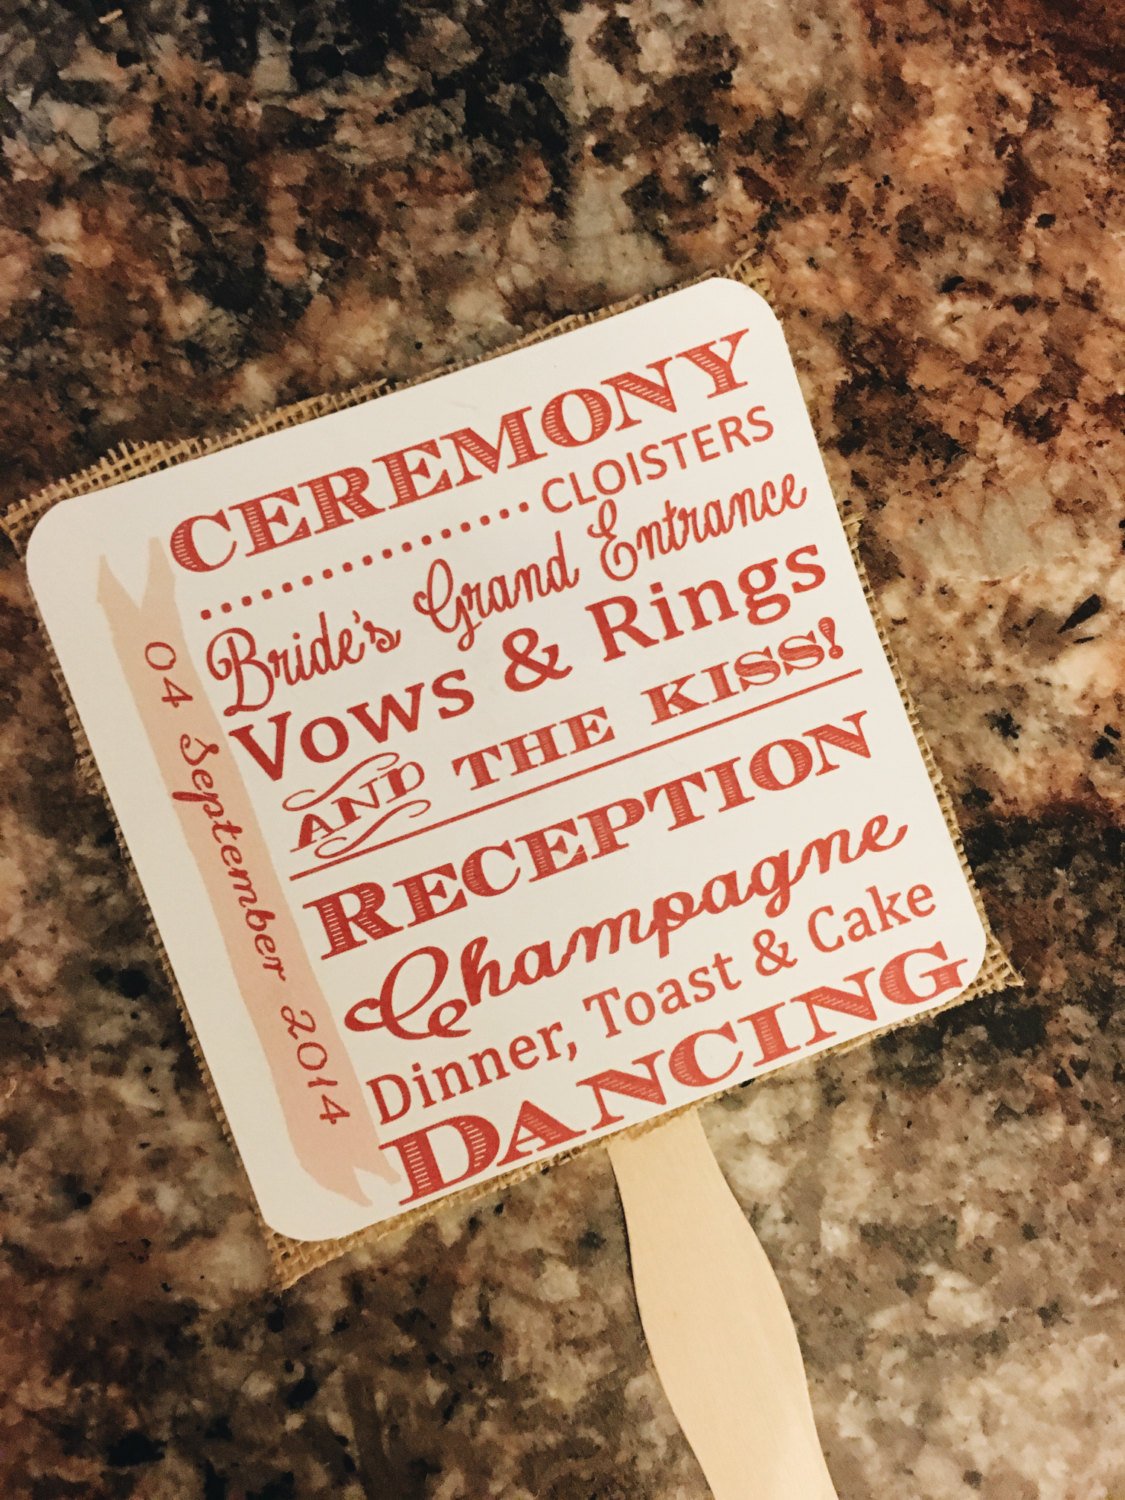 CEREMONY
.................. CLOISTERS
Bride's Grand Entrance
Vows & Rings
AND THE KISS!
RECEPTION
Champagne
Dinner, Toast & Cake
DANCING
04 September 2014